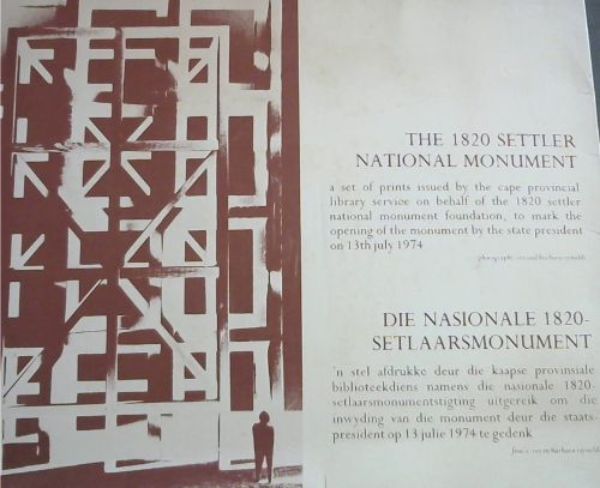 THE 1820 SETTLER
NATIONAL MONUMENT
a set of prints issued by the cape provincial
library service on behalf of the 1820 settler
national monument foundation, to mark the
opening of the monument by the state president
on 13th july 1974
DIE NASIONALE 1820-
SETLAARSMONUMENT
'n stel afdrukke deur die kaapse provinsiale
biblioteekdiens namens die nasionale 1820-
setlaarsmonumentstigting uitgereik om die
inwyding van die monument deur die staats-
president op 13 julie 1974 te gedenk